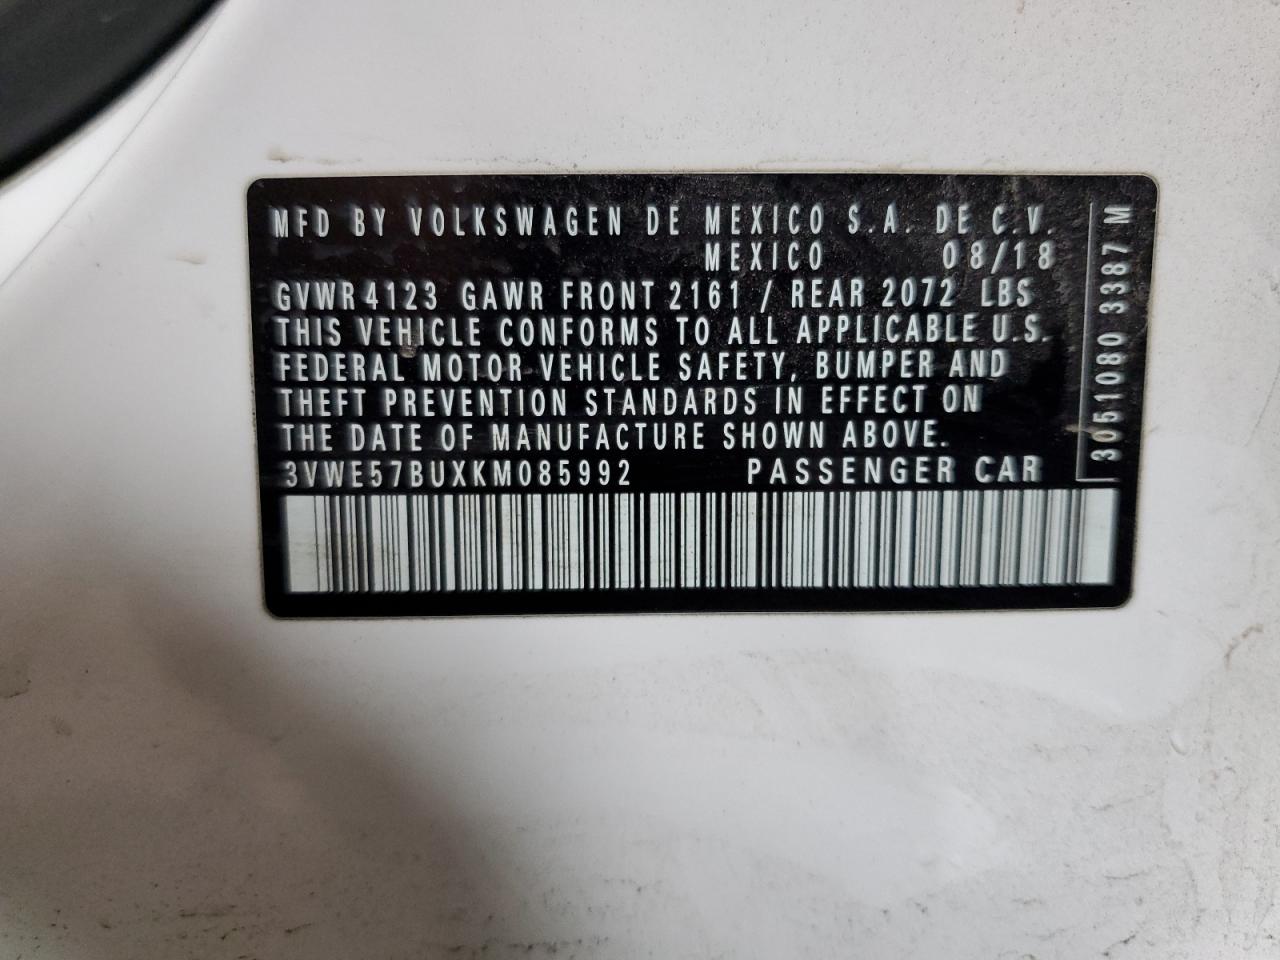 MFD BY VOLKSWAGEN DE MEXICO S.A. DE C.V.
MEXICO 08/18
GVWR 4123 GAWR FRONT 2161 / REAR 2072 LBS
THIS VEHICLE CONFORMS TO ALL APPLICABLE U.S.
FEDERAL MOTOR VEHICLE SAFETY, BUMPER AND
THEFT PREVENTION STANDARDS IN EFFECT ON
THE DATE OF MANUFACTURE SHOWN ABOVE.
3VWE57BUXKM085992 PASSENGER CAR
3051080 3387 M